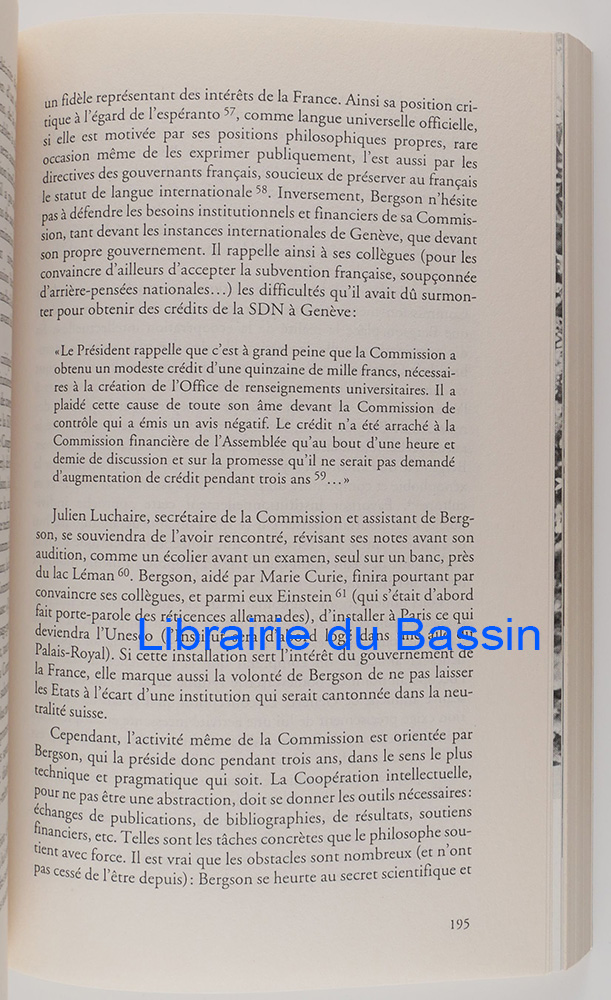 un fidèle représentant des intérêts de la France. Ainsi sa position cri-
tique à l'égard de l'espéranto 57, comme langue universelle officielle,
si elle est motivée par ses positions philosophiques propres, rare
occasion même de les exprimer publiquement, l'est aussi par les
directives des gouvernants français, soucieux de préserver au français
le statut de langue internationale 58. Inversement, Bergson n'hésite
pas à défendre les besoins institutionnels et financiers de sa Commis-
sion, tant devant les instances internationales de Genève, que devant
son propre gouvernement. Il rappelle ainsi à ses collègues (pour les
convaincre d'ailleurs d'accepter la subvention française, soupçonnée
d'arrière-pensées nationales...) les difficultés qu'il avait dû surmon-
ter pour obtenir des crédits de la SDN à Genève :
«Le Président rappelle que c'est à grand peine que la Commission a
obtenu un modeste crédit d'une quinzaine de mille francs, nécessai-
res à la création de l'Office de renseignements universitaires. Il a
plaidé cette cause de toute son âme devant la Commission de
contrôle qui a émis un avis négatif. Le crédit n'a été arraché à la
Commission financière de l'Assemblée qu'au bout d'une heure et
demie de discussion et sur la promesse qu'il ne serait pas demandé
d'augmentation de crédit pendant trois ans 59...»
Julien Luchaire, secrétaire de la Commission et assistant de Berg-
son, se souviendra de l'avoir rencontré, révisant ses notes avant son
audition, comme un écolier avant un examen, seul sur un banc, près
du lac Léman 60. Bergson, aidé par Marie Curie, finira pourtant par
convaincre ses collègues, et parmi eux Einstein 61 (qui s'était d'abord
fait porte-parole des réticences allemandes), d'installer à Paris ce qui
deviendra l'Unesco (l'Institut sera d'abord logé dans une aile du
Librairie du Bassin
Palais-Royal). Si cette installation sert l'intérêt du gouvernement de
la France, elle marque aussi la volonté de Bergson de ne pas laisser
les Etats à l'écart d'une institution qui serait cantonnée dans la neu-
tralité suisse.
Cependant, l'activité même de la Commission est orientée par
Bergson, qui la préside donc pendant trois ans, dans le sens le plus
technique et pragmatique qui soit. La Coopération intellectuelle,
pour ne pas être une abstraction, doit se donner les outils nécessaires :
échanges de publications, de bibliographies, de résultats, soutiens
financiers, etc. Telles sont les tâches concrètes que le philosophe sou-
tient avec force. Il est vrai que les obstacles sont nombreux (et n'ont
pas cessé de l'être depuis) : Bergson se heurte au secret scientifique et
195